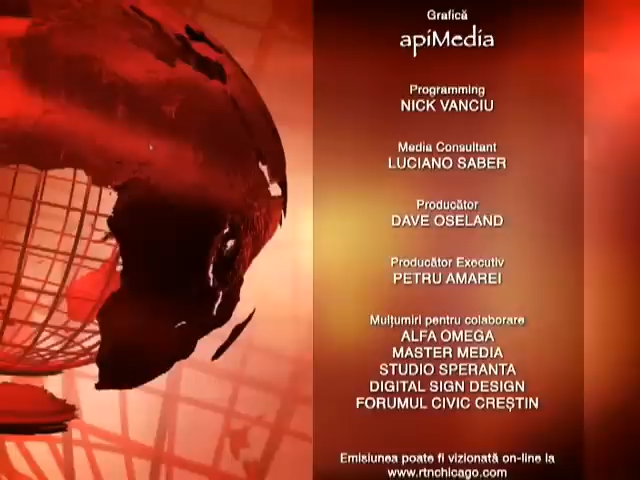 Grafică
apiMedia
Programming
NICK VANCIU
Media Consultant
LUCIANO SABER
Producător
DAVE OSELAND
Producător Executiv
PETRU AMAREI
Mulțumiri pentru colaborare
ALFA OMEGA
MASTER MEDIA
STUDIO SPERANTA
DIGITAL SIGN DESIGN
FORUMUL CIVIC CREȘTIN
Emisiunea poate fi vizionată on-line la
www.rtnchicago.com